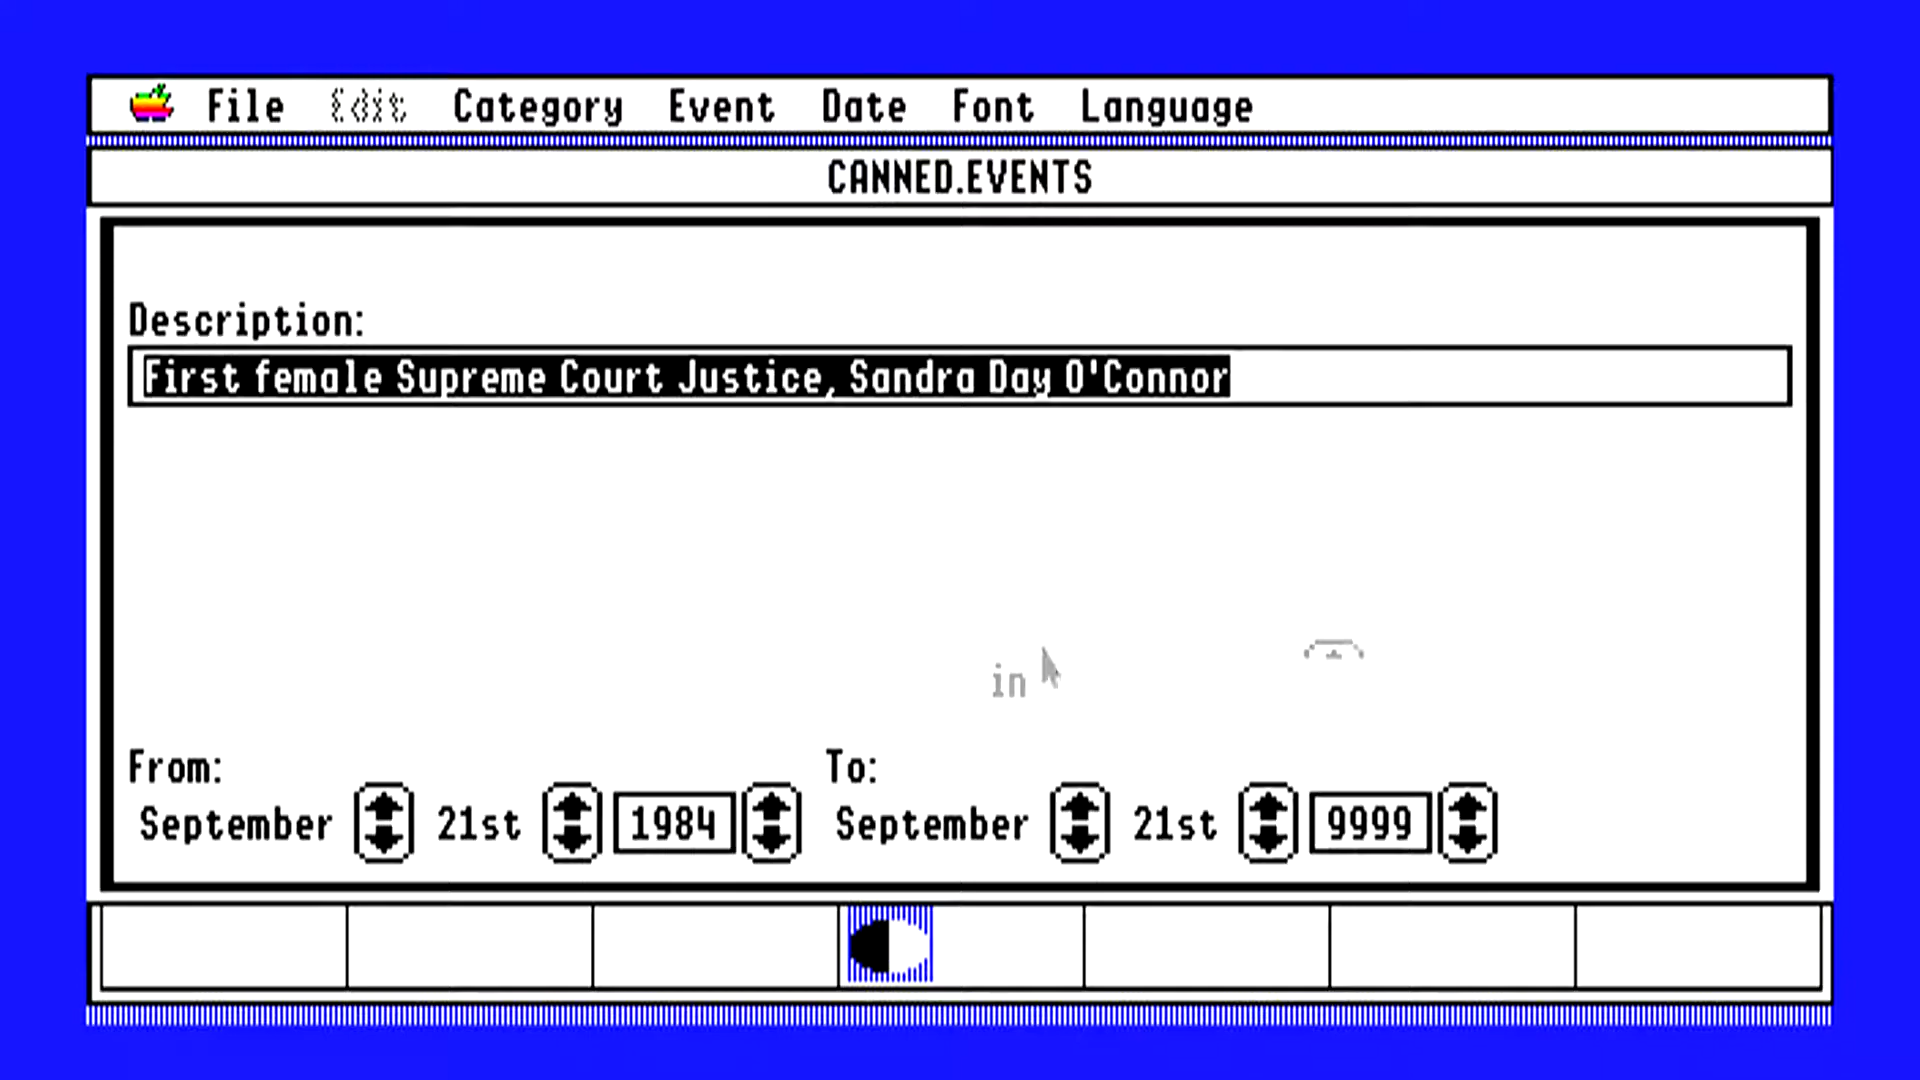 File Edit Category Event Date Font Language
CANNED.EVENTS
Description:
First female Supreme Court Justice, Sandra Day O'Connor
in
From: To:
September 21st 1984 September 21st 9999